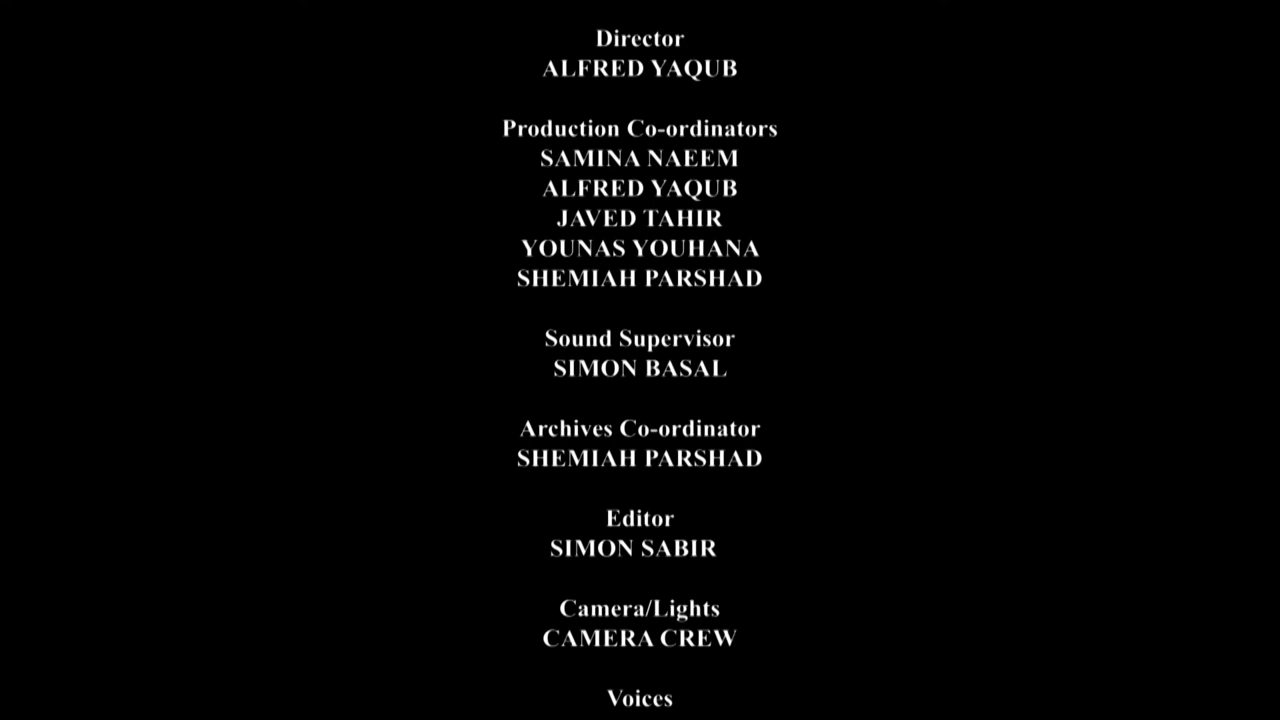 Director
ALFRED YAQUB
Production Co-ordinators
SAMINA NAEEM
ALFRED YAQUB
JAVED TAHIR
YOUNAS YOUHANA
SHEMIAH PARSHAD
Sound Supervisor
SIMON BASAL
Archives Co-ordinator
SHEMIAH PARSHAD
Editor
SIMON SABIR
Camera/Lights
CAMERA CREW
Voices